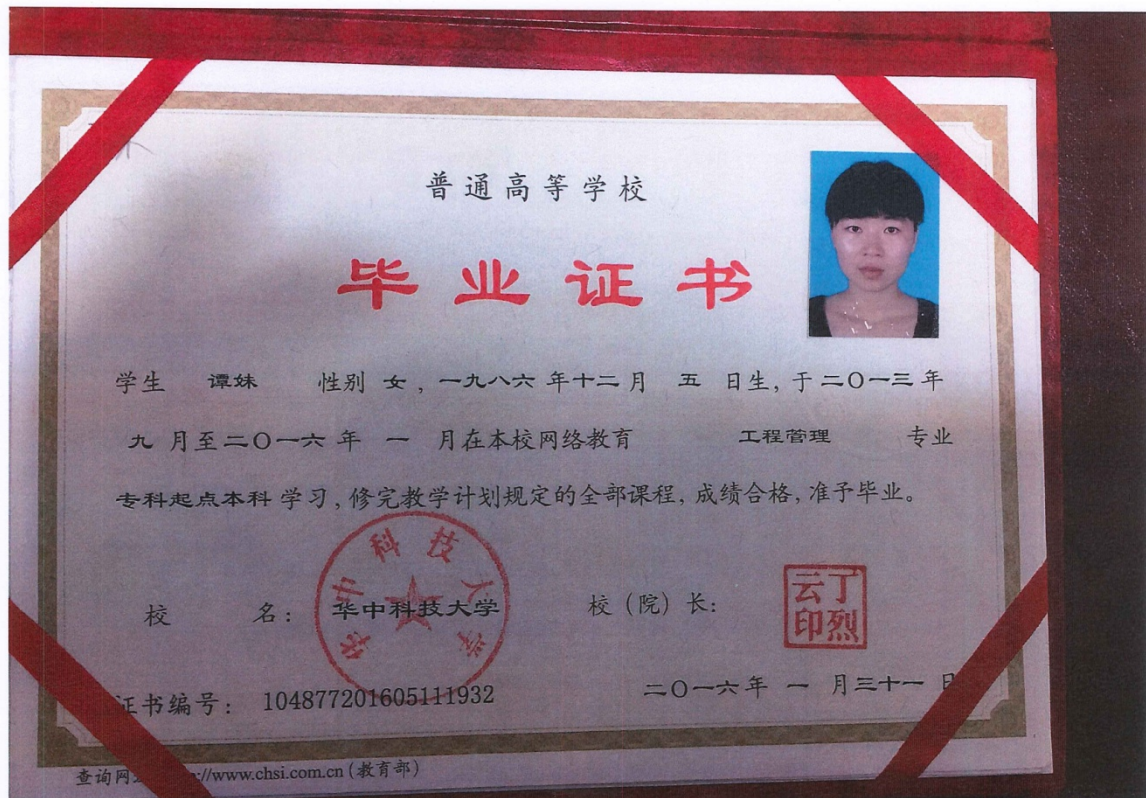 普通高等学校
毕业证书
学生 谭妹 性别 女，一九八六 年十二月 五 日生，于二〇一三年
九 月至二〇一六 年 一 月在本校网络教育 工程管理 专业
专科起点本科 学习，修完教学计划规定的全部课程，成绩合格，准予毕业。
华中科技大学
校 名： 华中科技大学 校（院）长：
丁烈云印
证书编号： 104877201605111932 二〇一六年 一 月三十一 日
查询网 ://www.chsi.com.cn（教育部）